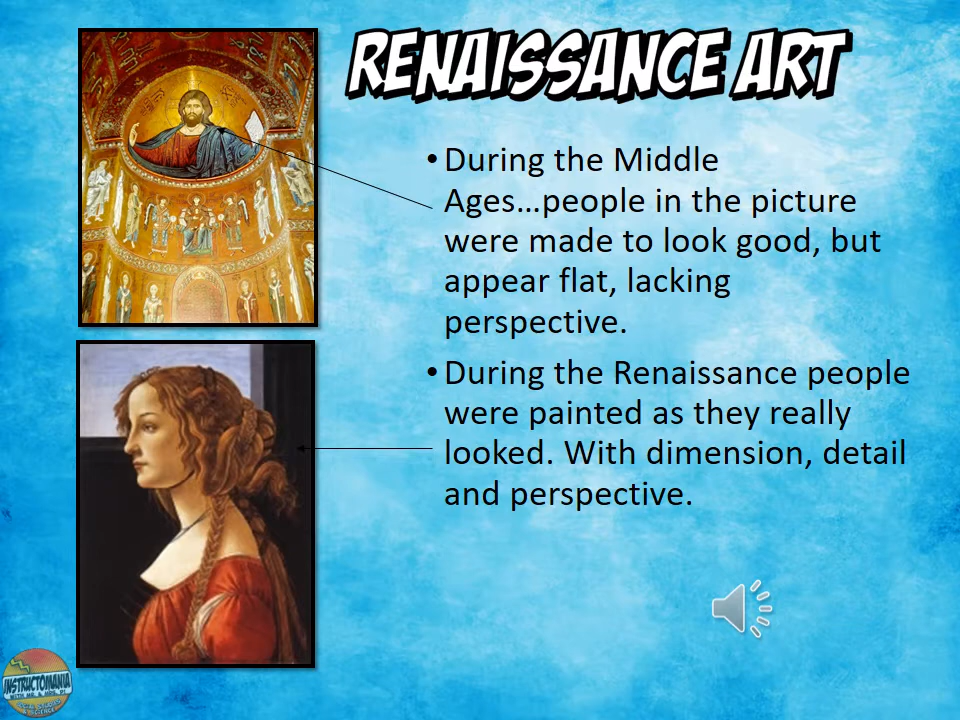 RENAISSANCE ART
•During the Middle
Ages…people in the picture
were made to look good, but
appear flat, lacking
perspective.
•During the Renaissance people
were painted as they really
looked. With dimension, detail
and perspective.
INSTRUCTOMANIA